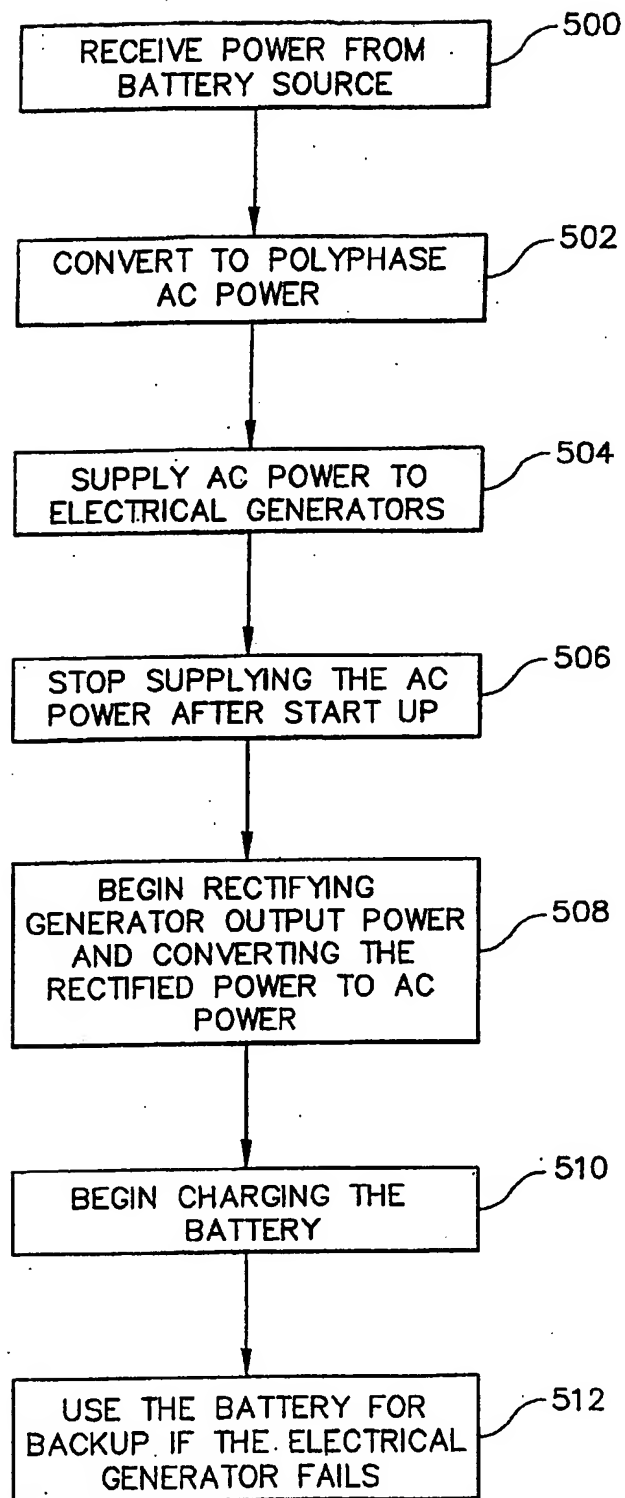 RECEIVE POWER FROM
BATTERY SOURCE
500
CONVERT TO POLYPHASE
AC POWER
502
SUPPLY AC POWER TO
ELECTRICAL GENERATORS
504
STOP SUPPLYING THE AC
POWER AFTER START UP
506
BEGIN RECTIFYING
GENERATOR OUTPUT POWER
AND CONVERTING THE
RECTIFIED POWER TO AC
POWER
508
BEGIN CHARGING THE
BATTERY
510
USE THE BATTERY FOR
BACKUP IF THE ELECTRICAL
GENERATOR FAILS
512